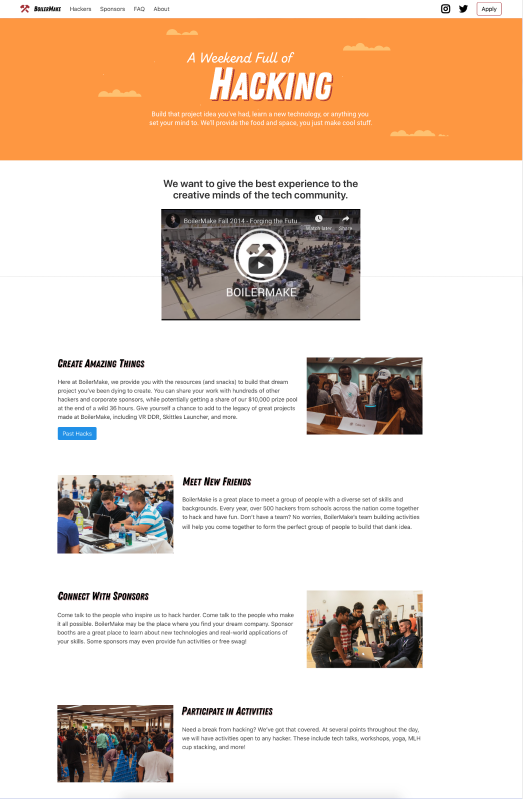 BoilerMake Hackers Sponsors FAQ About Apply
A Weekend Full of
HACKING
Build that project idea you've had, learn a new technology, or anything you
set your mind to. We'll provide the food and space, you just make cool stuff.
We want to give the best experience to the
creative minds of the tech community.
BoilerMake Fall 2014 - Forging the Futu...
Watch later Share
BOILERMAKE
CREATE AMAZING THINGS
Here at BoilerMake, we provide you with the resources (and snacks) to build that dream
project you've been dying to create. You can share your work with hundreds of other
hackers and corporate sponsors, while potentially getting a share of our $10,000 prize pool
at the end of a wild 36 hours. Give yourself a chance to add to the legacy of great projects
made at BoilerMake, including VR DDR, Skittles Launcher, and more.
Past Hacks
MEET NEW FRIENDS
BoilerMake is a great place to meet a group of people with a diverse set of skills and
backgrounds. Every year, over 500 hackers from schools across the nation come together
to hack and have fun. Don't have a team? No worries, BoilerMake's team building activities
will help you come together to form the perfect group of people to build that dank idea.
CONNECT WITH SPONSORS
Come talk to the people who inspire us to hack harder. Come talk to the people who make
it all possible. BoilerMake may be the place where you find your dream company. Sponsor
booths are a great place to learn about new technologies and real-world applications of
your skills. Some sponsors may even provide fun activities or free swag!
PARTICIPATE IN ACTIVITIES
Need a break from hacking? We've got that covered. At several points throughout the day,
we will have activities open to any hacker. These include tech talks, workshops, yoga, MLH
cup stacking, and more!